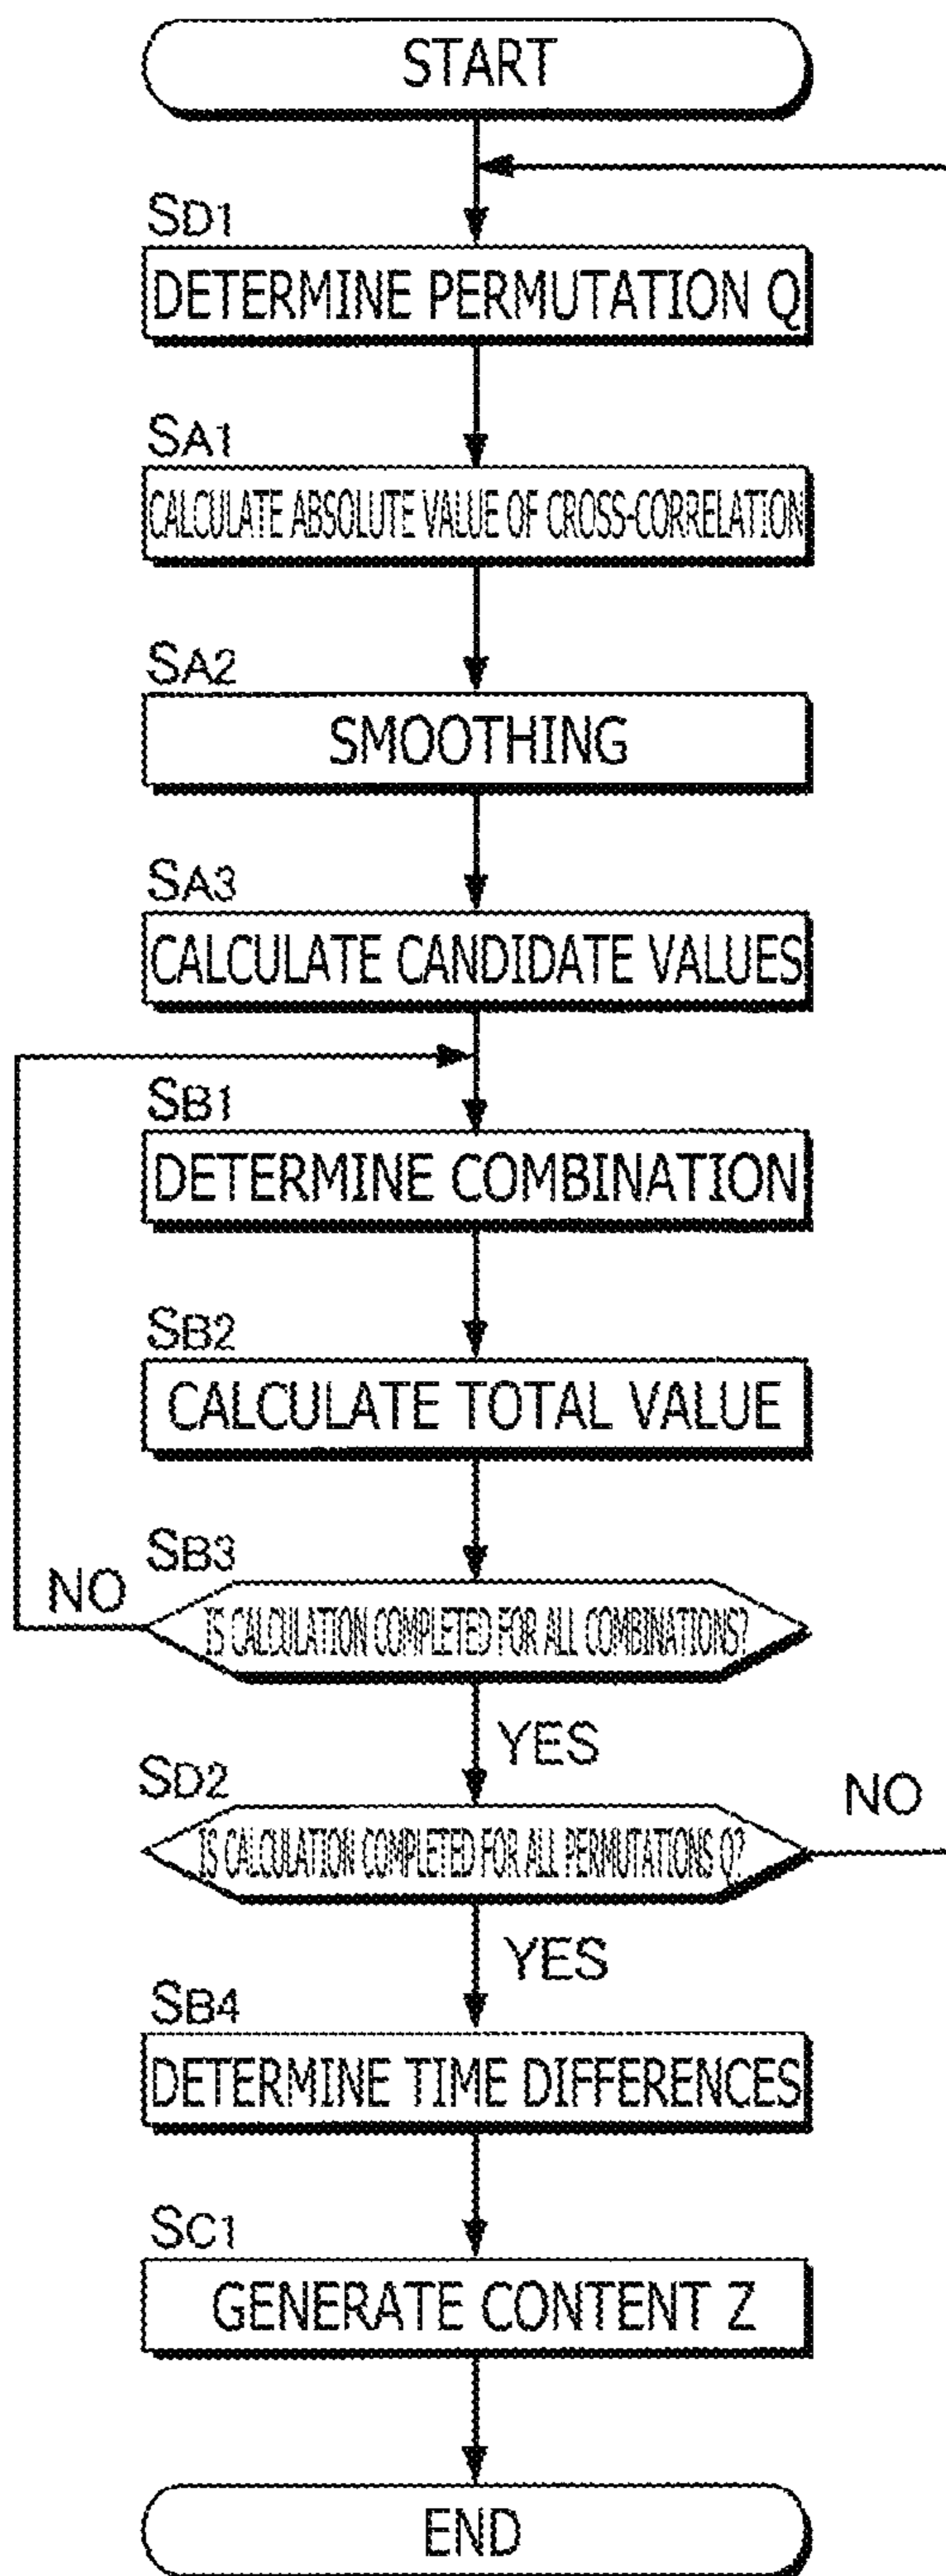 START
SD1
DETERMINE PERMUTATION Q
SA1
CALCULATE ABSOLUTE VALUE OF CROSS-CORRELATION
SA2
SMOOTHING
SA3
CALCULATE CANDIDATE VALUES
SB1
DETERMINE COMBINATION
SB2
CALCULATE TOTAL VALUE
SB3
NO
IS CALCULATION COMPLETED FOR ALL COMBINATIONS?
YES
SD2
NO
IS CALCULATION COMPLETED FOR ALL PERMUTATIONS Q?
YES
SB4
DETERMINE TIME DIFFERENCES
SC1
GENERATE CONTENT Z
END